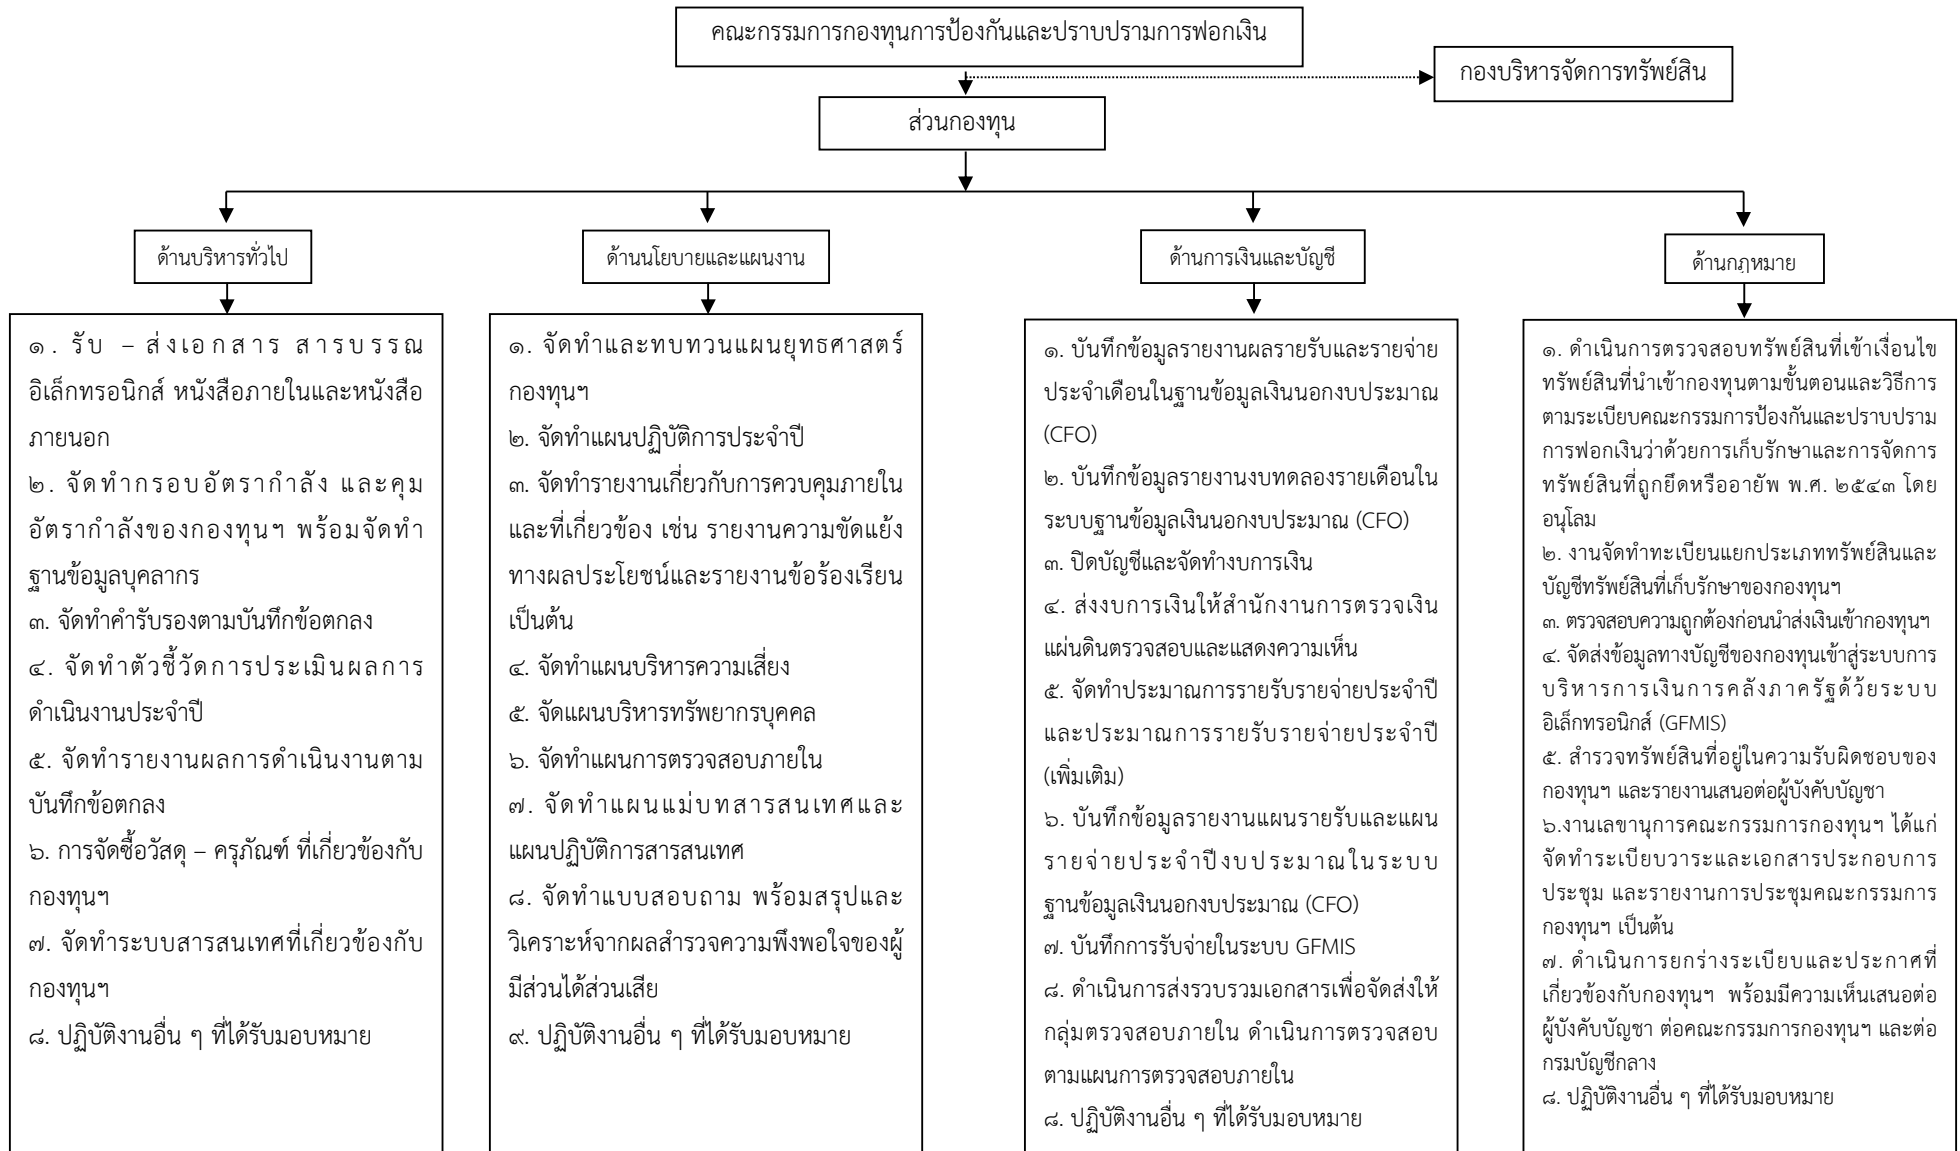 คณะกรรมการกองทุนการป้องกันและปราบปรามการฟอกเงิน
กองบริหารจัดการทรัพย์สิน
ส่วนกองทุน
ด้านบริหารทั่วไป
๑. รับ – ส่งเอกสาร สารบรรณ
อิเล็กทรอนิกส์ หนังสือภายในและหนังสือ
ภายนอก
๒. จัดทำกรอบอัตรากำลัง และคุม
อัตรากำลังของกองทุนฯ พร้อมจัดทำ
ฐานข้อมูลบุคลากร
๓. จัดทำคำรับรองตามบันทึกข้อตกลง
๔. จัดทำตัวชี้วัดการประเมินผลการ
ดำเนินงานประจำปี
๕. จัดทำรายงานผลการดำเนินงานตาม
บันทึกข้อตกลง
๖. การจัดซื้อวัสดุ – ครุภัณฑ์ ที่เกี่ยวข้องกับ
กองทุนฯ
๗. จัดทำระบบสารสนเทศที่เกี่ยวข้องกับ
กองทุนฯ
๘. ปฏิบัติงานอื่น ๆ ที่ได้รับมอบหมาย
ด้านนโยบายและแผนงาน
๑. จัดทำและทบทวนแผนยุทธศาสตร์
กองทุนฯ
๒. จัดทำแผนปฏิบัติการประจำปี
๓. จัดทำรายงานเกี่ยวกับการควบคุมภายใน
และที่เกี่ยวข้อง เช่น รายงานความขัดแย้ง
ทางผลประโยชน์และรายงานข้อร้องเรียน
เป็นต้น
๔. จัดทำแผนบริหารความเสี่ยง
๕. จัดแผนบริหารทรัพยากรบุคคล
๖. จัดทำแผนการตรวจสอบภายใน
๗. จัดทำแผนแม่บทสารสนเทศและ
แผนปฏิบัติการสารสนเทศ
๘. จัดทำแบบสอบถาม พร้อมสรุปและ
วิเคราะห์จากผลสำรวจความพึงพอใจของผู้
มีส่วนได้ส่วนเสีย
๙. ปฏิบัติงานอื่น ๆ ที่ได้รับมอบหมาย
ด้านการเงินและบัญชี
๑. บันทึกข้อมูลรายงานผลรายรับและรายจ่าย
ประจำเดือนในฐานข้อมูลเงินนอกงบประมาณ
(CFO)
๒. บันทึกข้อมูลรายงานงบทดลองรายเดือนใน
ระบบฐานข้อมูลเงินนอกงบประมาณ (CFO)
๓. ปิดบัญชีและจัดทำงบการเงิน
๔. ส่งงบการเงินให้สำนักงานการตรวจเงิน
แผ่นดินตรวจสอบและแสดงความเห็น
๕. จัดทำประมาณการรายรับรายจ่ายประจำปี
และประมาณการรายรับรายจ่ายประจำปี
(เพิ่มเติม)
๖. บันทึกข้อมูลรายงานแผนรายรับและแผน
รายจ่ายประจำปีงบประมาณในระบบ
ฐานข้อมูลเงินนอกงบประมาณ (CFO)
๗. บันทึกการรับจ่ายในระบบ GFMIS
๘. ดำเนินการส่งรวบรวมเอกสารเพื่อจัดส่งให้
กลุ่มตรวจสอบภายใน ดำเนินการตรวจสอบ
ตามแผนการตรวจสอบภายใน
๘. ปฏิบัติงานอื่น ๆ ที่ได้รับมอบหมาย
ด้านกฎหมาย
๑. ดำเนินการตรวจสอบทรัพย์สินที่เข้าเงื่อนไข
ทรัพย์สินที่นำเข้ากองทุนตามขั้นตอนและวิธีการ
ตามระเบียบคณะกรรมการป้องกันและปราบปราม
การฟอกเงินว่าด้วยการเก็บรักษาและการจัดการ
ทรัพย์สินที่ถูกยึดหรืออายัพ พ.ศ. ๒๕๔๓ โดย
อนุโลม
๒. งานจัดทำทะเบียนแยกประเภททรัพย์สินและ
บัญชีทรัพย์สินที่เก็บรักษาของกองทุนฯ
๓. ตรวจสอบความถูกต้องก่อนนำส่งเงินเข้ากองทุนฯ
๔. จัดส่งข้อมูลทางบัญชีของกองทุนเข้าสู่ระบบการ
บริหารการเงินการคลังภาครัฐด้ว้ยระบบ
อิเล็กทรอนิกส์ (GFMIS)
๕. สำรวจทรัพย์สินที่อยู่ในความรับผิดชอบของ
กองทุนฯ และรายงานเสนอต่อผู้บังคับบัญชา
๖.งานเลขานุการคณะกรรมการกองทุนฯ ได้แก่
จัดทำระเบียบวาระและเอกสารประกอบการ
ประชุม และรายงานการประชุมคณะกรรมการ
กองทุนฯ เป็นต้น
๗. ดำเนินการยกร่างระเบียบและประกาศที่
เกี่ยวข้องกับกองทุนฯ พร้อมมีความเห็นเสนอต่อ
ผู้บังคับบัญชา ต่อคณะกรรมการกองทุนฯ และต่อ
กรมบัญชีกลาง
๘. ปฏิบัติงานอื่น ๆ ที่ได้รับมอบหมาย